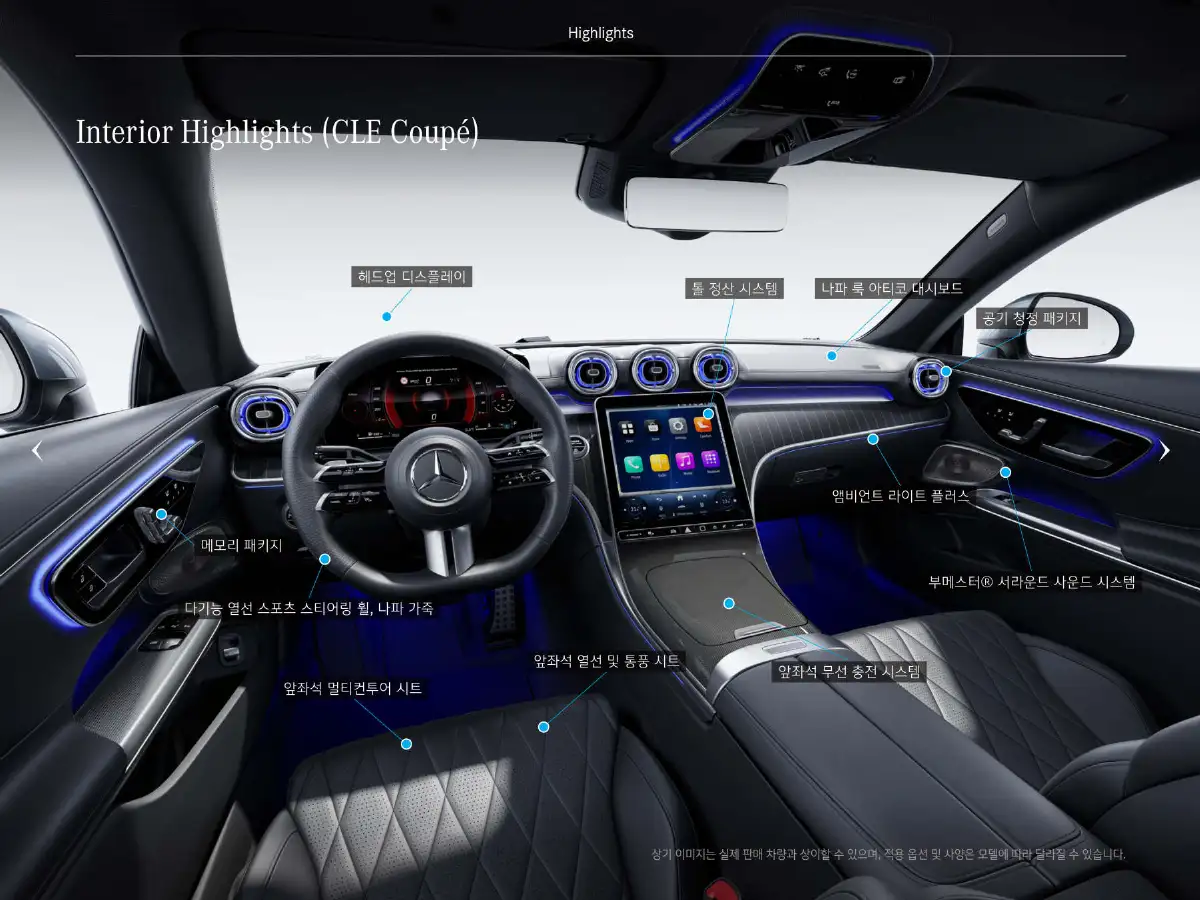 Highlights
Interior Highlights (CLE Coupé)
헤드업 디스플레이
톨 정산 시스템
나파 룩 아티코 대시보드
공기 청정 패키지
앰비언트 라이트 플러스
메모리 패키지
부메스터® 서라운드 사운드 시스템
다기능 열선 스포츠 스티어링 휠, 나파 가죽
앞좌석 열선 및 통풍 시트
앞좌석 무선 충전 시스템
앞좌석 멀티컨투어 시트
상기 이미지는 실제 판매 차량과 상이할 수 있으며, 적용 옵션 및 사양은 모델에 따라 달라질 수 있습니다.